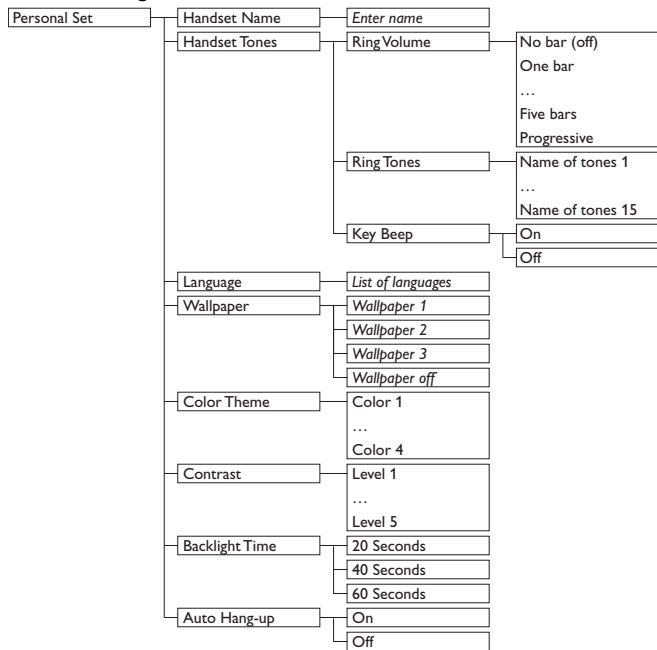 Personal Set
Handset Name
Enter name
Handset Tones
Ring Volume
No bar (off)
One bar
…
Five bars
Progressive
Ring Tones
Name of tones 1
…
Name of tones 15
Key Beep
On
Off
Language
List of languages
Wallpaper
Wallpaper 1
Wallpaper 2
Wallpaper 3
Wallpaper off
Color Theme
Color 1
…
Color 4
Contrast
Level 1
…
Level 5
Backlight Time
20 Seconds
40 Seconds
60 Seconds
Auto Hang-up
On
Off